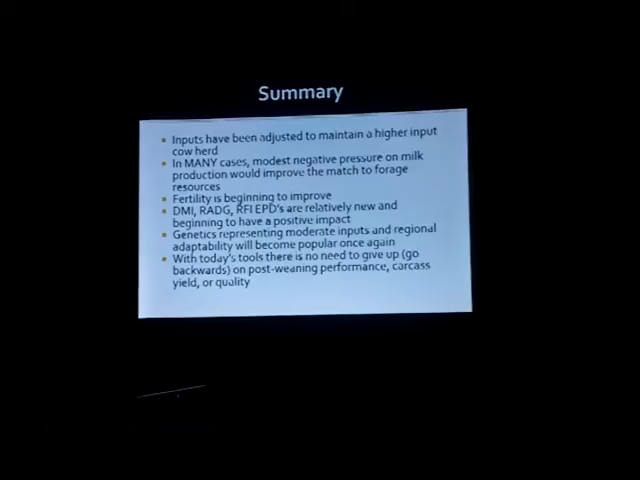 Summary
Inputs have been adjusted to maintain a higher input
cow herd
In MANY cases, modest negative pressure on milk
production would improve the match to forage
resources
Fertility is beginning to improve
DMI, RADG, RFI EPD's are relatively new and
beginning to have a positive impact
Genetics representing moderate inputs and regional
adaptability will become popular once again
With today's tools there is no need to give up (go
backwards) on post-weaning performance, carcass
yield, or quality